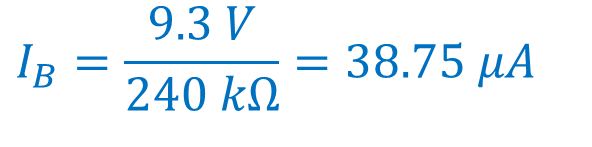 I_B = 9.3 V / 240 kΩ = 38.75 μA